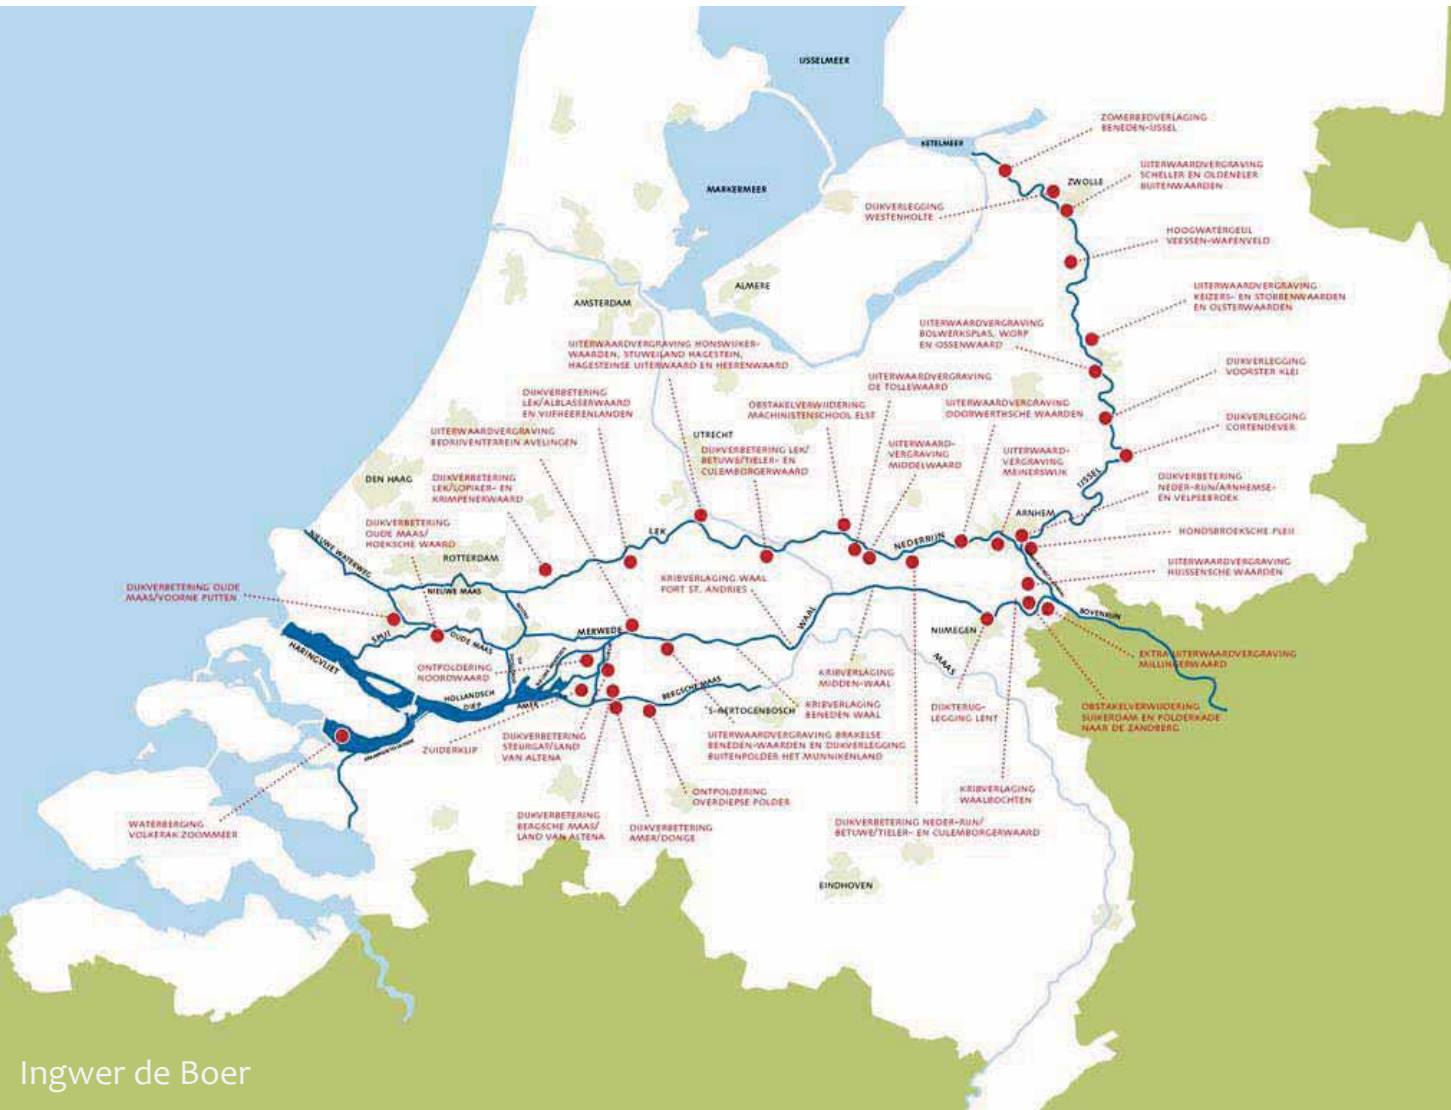 IJSSELMEER
ZOMERBEDVERLAGING
BENEDEN-IJSSEL
KETELMEER
UITERWAARDVERGRAVING
SCHELLER EN OLDENELER
BUITENWAARDEN
ZWOLLE
MARKERMEER
DIJKVERLEGGING
WESTENHOLTE
HOOGWATERGEUL
VEESSEN-WAPENVELD
ALMERE
UITERWAARDVERGRAVING
KEIZERS- EN STOBBENWAARDEN
EN OLSTERWAARDEN
AMSTERDAM
UITERWAARDVERGRAVING
BOLWERKSPLAS, WORP
EN OSSENWAARD
UITERWAARDVERGRAVING HONSWIJKER-
WAARDEN, STUWEILAND HAGESTEIN,
HAGESTEINSE UITERWAARD EN HEERENWAARD
DIJKVERLEGGING
VOORSTER KLEI
UITERWAARDVERGRAVING
DE TOLLEWAARD
DIJKVERBETERING
LEK/ALBLASSERWAARD
EN VIJFHEERENLANDEN
OBSTAKELVERWIJDERING
MACHINISTENSCHOOL ELST
UITERWAARDVERGRAVING
DOORWERTHSCHE WAARDEN
DIJKVERLEGGING
CORTENOEVER
UITERWAARDVERGRAVING
BEDRIJVENTERREIN AVELINGEN
UTRECHT
DIJKVERBETERING LEK/
BETUWE/TIELER- EN
CULEMBORGERWAARD
UITERWAARD-
VERGRAVING
MIDDELWAARD
UITERWAARD-
VERGRAVING
MEINERSWIJK
IJSSEL
DEN HAAG
DIJKVERBETERING
LEK/LOPIKER- EN
KRIMPENERWAARD
DIJKVERBETERING
NEDER-RIJN/ARNHEMSE-
EN VELPSEBROEK
ARNHEM
DIJKVERBETERING
OUDE MAAS/
HOEKSCHE WAARD
LEK
NEDERRIJN
HONDSBROEKSCHE PLEIJ
NIEUWE WATERWEG
ROTTERDAM
UITERWAARDVERGRAVING
HUISSENSCHE WAARDEN
KRIBVERLAGING WAAL
FORT ST. ANDRIES
DIJKVERBETERING OUDE
MAAS/VOORNE PUTTEN
NIEUWE MAAS
NOORD
WAAL
BOVENRIJN
SPUI
OUDE MAAS
MERWEDE
NIJMEGEN
HARINGVLIET
MAAS
EXTRA UITERWAARDVERGRAVING
MILLINGERWAARD
ONTPOLDERING
NOORDWAARD
KRIBVERLAGING
MIDDEN-WAAL
HOLLANDSCH
DIEP
AMER
BERGSCHE MAAS
'S-HERTOGENBOSCH
KRIBVERLAGING
BENEDEN WAAL
DIJKTERUG-
LEGGING LENT
OBSTAKELVERWIJDERING
SUIKERDAM EN POLDERKADE
NAAR DE ZANDBERG
ZUIDERKLIP
DIJKVERBETERING
STEURGAT/LAND
VAN ALTENA
UITERWAARDVERGRAVING BRAKELSE
BENEDEN-WAARDEN EN DIJKVERLEGGING
BUITENPOLDER HET MUNNIKENLAND
ONTPOLDERING
OVERDIEPSE POLDER
KRIBVERLAGING
WAALBOCHTEN
WATERBERGING
VOLKERAK ZOOMMEER
DIJKVERBETERING
BERGSCHE MAAS/
LAND VAN ALTENA
DIJKVERBETERING
AMER/DONGE
DIJKVERBETERING NEDER-RIJN/
BETUWE/TIELER- EN CULEMBORGERWAARD
EINDHOVEN
Ingwer de Boer